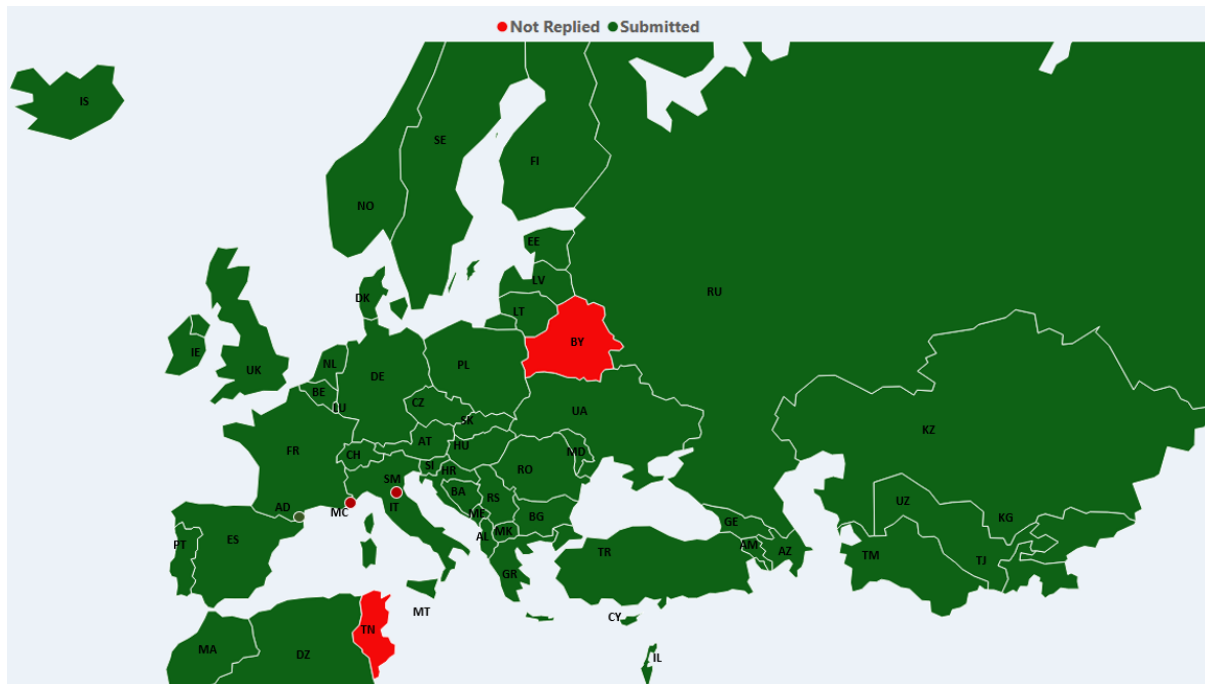 Not Replied Submitted
IS
SE
FI
NO
EE
LV
RU
DK
LT
BY
IE
NL
PL
UK
DE
BE
CZ
LU
UA
SK
KZ
AT
HU
FR
MD
CH
SI
HR
RO
SM
BA
RS
UZ
AD
MC
IT
ME
BG
KG
GE
MK
AL
PT
ES
AM
AZ
TR
TM
TJ
GR
MT
CY
TN
MA
DZ
IL